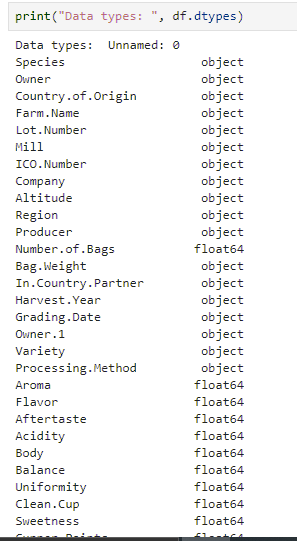 print("Data types: ", df.dtypes)
Data types:  Unnamed: 0
Species                   object
Owner                     object
Country.of.Origin         object
Farm.Name                 object
Lot.Number                object
Mill                      object
ICO.Number                object
Company                   object
Altitude                  object
Region                    object
Producer                  object
Number.of.Bags           float64
Bag.Weight                object
In.Country.Partner        object
Harvest.Year              object
Grading.Date              object
Owner.1                   object
Variety                   object
Processing.Method         object
Aroma                    float64
Flavor                   float64
Aftertaste               float64
Acidity                  float64
Body                     float64
Balance                  float64
Uniformity               float64
Clean.Cup                float64
Sweetness                float64
Cupper.Points            float64